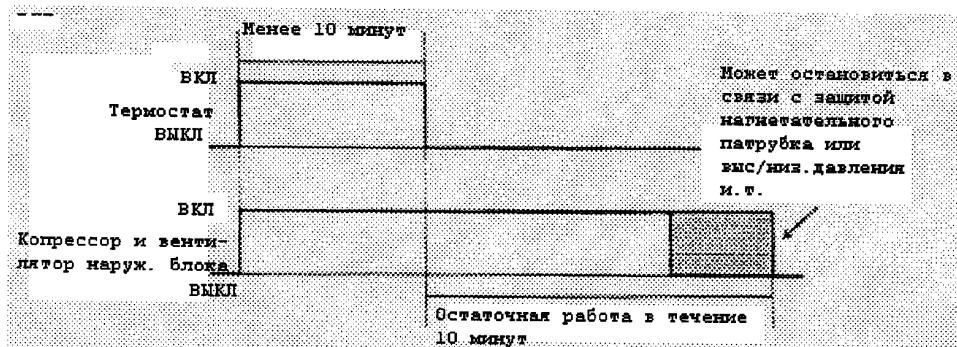 Менее 10 минут
ВКЛ
Термостат
ВЫКЛ
Может остановиться в
связи с защитой
нагнетательного
патрубка или
выс/низ.давления
и.т.
ВКЛ
Копрессор и венти-
лятор наруж. блока
ВЫКЛ
Остаточная работа в течение
10 минут